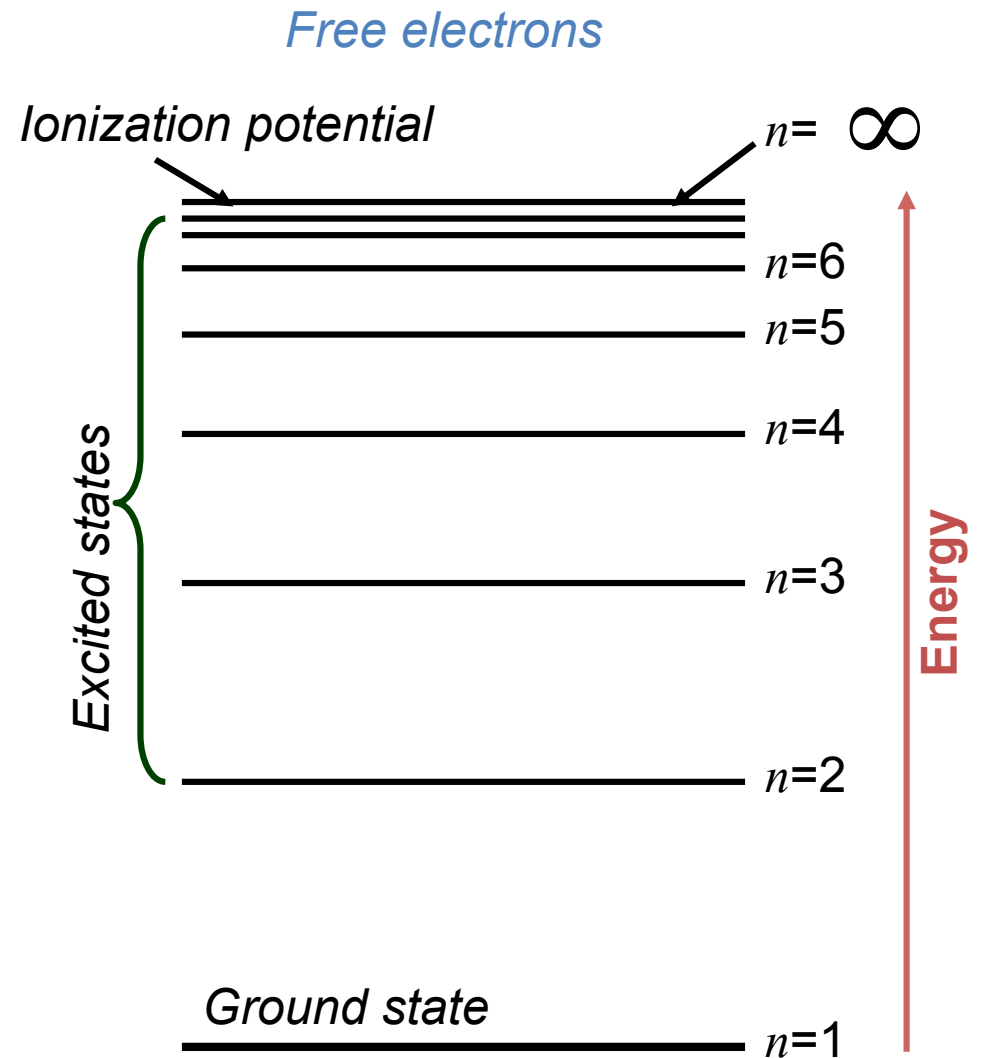 Free electrons
Ionization potential
n= ∞
n=6
n=5
n=4
Excited states
n=3
Energy
n=2
Ground state
n=1